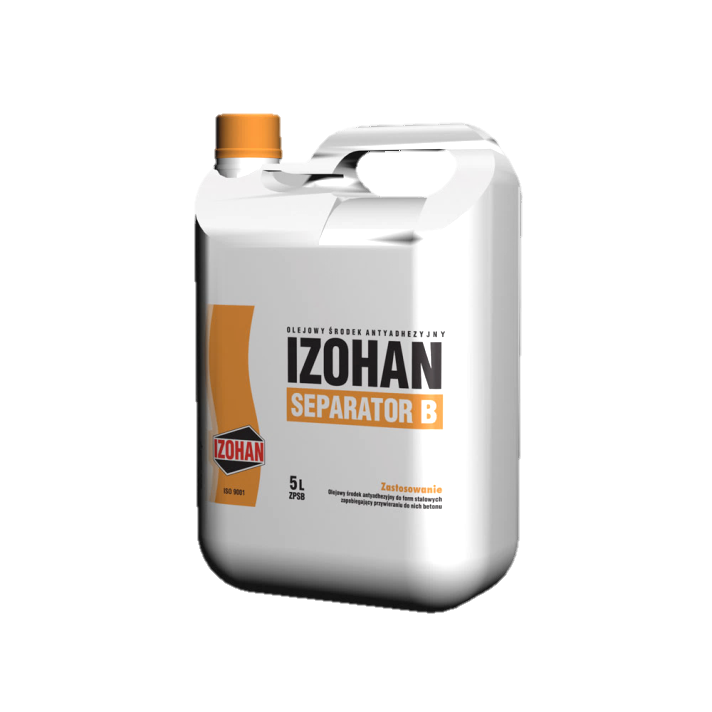 OLEJOWY ŚRODEK ANTYADHEZYJNY
IZOHAN
SEPARATOR B
IZOHAN
ISO 9001
5 L
ZPSB
Zastosowanie
Olejowy środek antyadhezyjny do form stalowych
zapobiegający przywieraniu do nich betonu